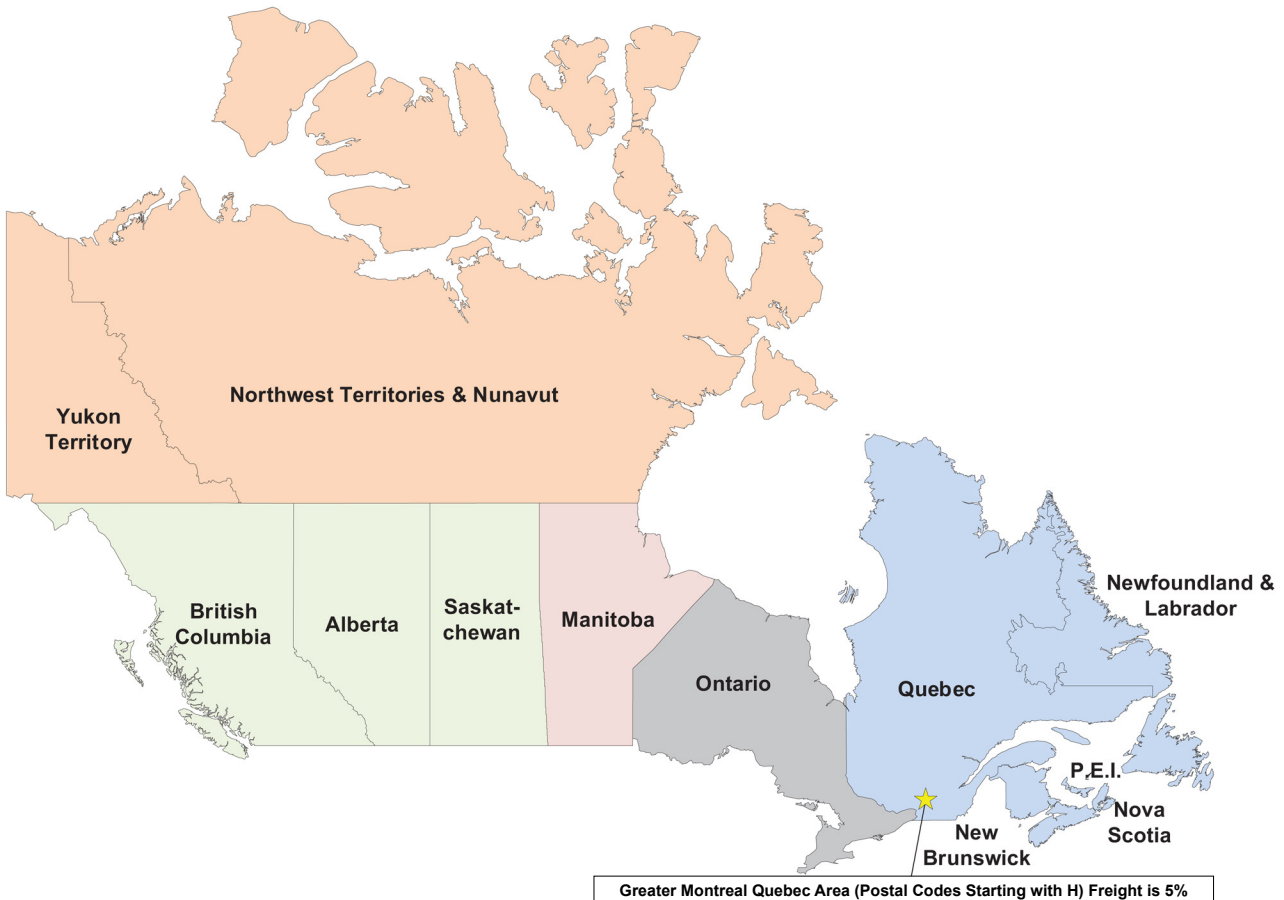 Northwest Territories & Nunavut
Yukon
Territory
British
Columbia
Alberta
Saskat-
chewan
Manitoba
Ontario
Quebec
Newfoundland &
Labrador
P.E.I.
Nova
Scotia
New
Brunswick
Greater Montreal Quebec Area (Postal Codes Starting with H) Freight is 5%